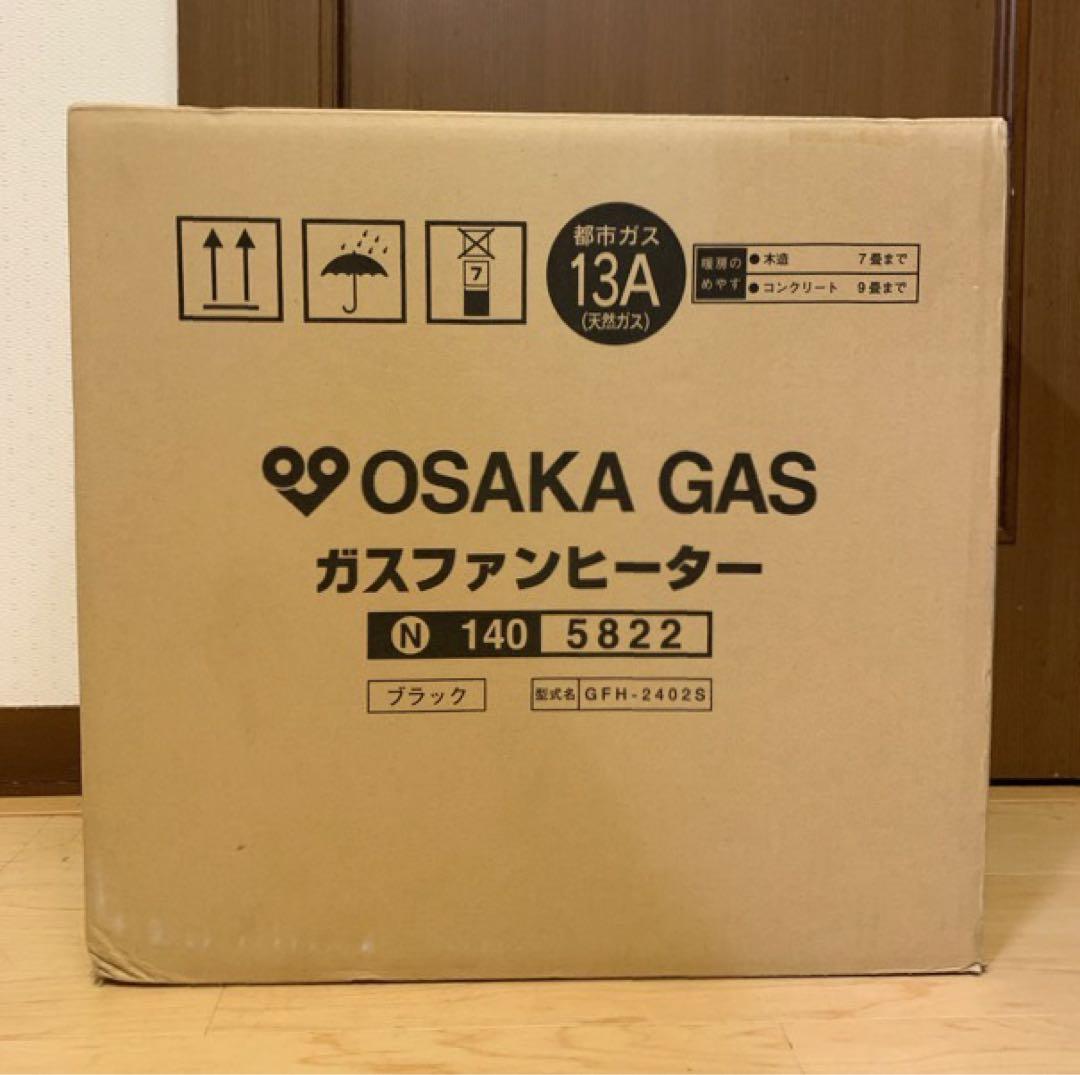 7
都市ガス
13A
(天然ガス)
暖房の
めやす
●木造 7畳まで
●コンクリート 9畳まで
OSAKA GAS
ガスファンヒーター
N 140 5822
ブラック
型式名 GFH-2402S